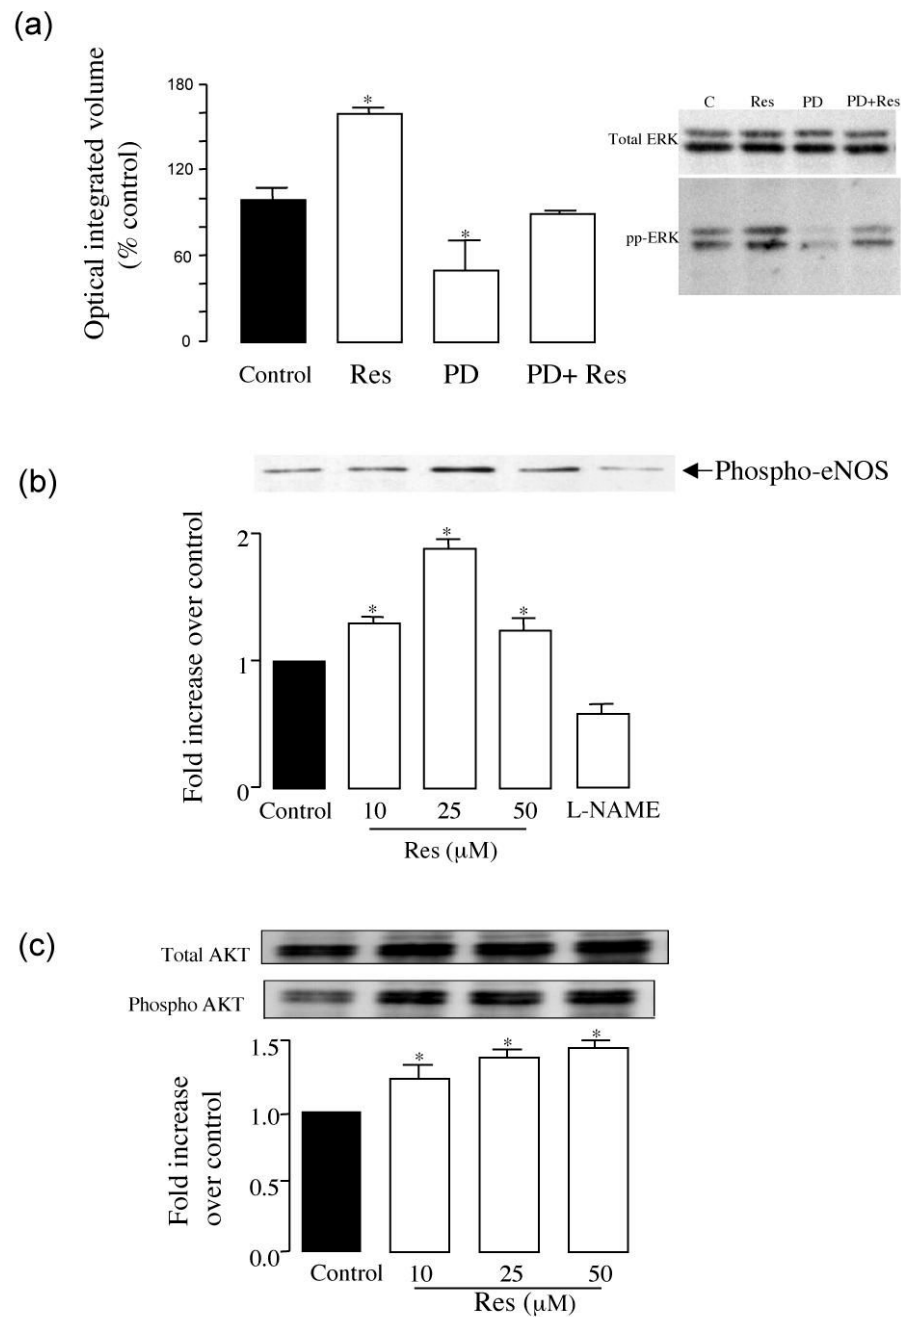 (a)
Optical integrated volume
(% control)
180
120
60
0
*
*
Control Res PD PD+ Res
C Res PD PD+Res
Total ERK
pp-ERK
(b)
Phospho-eNOS
Fold increase over control
2
1
0
*
*
*
Control 10 25 50 L-NAME
Res (μM)
(c)
Total AKT
Phospho AKT
Fold increase
over control
1.5
1.0
0.5
0.0
*
*
*
Control 10 25 50
Res (μM)